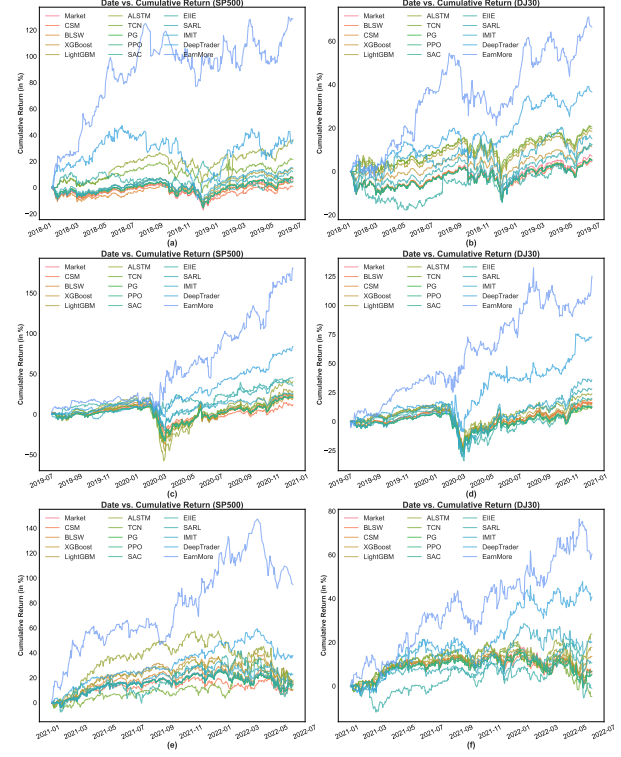 Date vs. Cumulative Return (SP500)
Market ALSTM EIIE
CSM TCN SARL
BLSW PG IMIT
XGBoost PPO DeepTrader
LightGBM SAC EarnMore
Cumulative Return (in %)
120
100
80
60
40
20
0
−20
2018-01 2018-03 2018-05 2018-07 2018-09 2018-11 2019-01 2019-03 2019-05 2019-07
(a)
Date vs. Cumulative Return (DJ30)
Market ALSTM EIIE
CSM TCN SARL
BLSW PG IMIT
XGBoost PPO DeepTrader
LightGBM SAC EarnMore
Cumulative Return (in %)
60
40
20
0
−20
2018-01 2018-03 2018-05 2018-07 2018-09 2018-11 2019-01 2019-03 2019-05 2019-07
(b)
Date vs. Cumulative Return (SP500)
Market ALSTM EIIE
CSM TCN SARL
BLSW PG IMIT
XGBoost PPO DeepTrader
LightGBM SAC EarnMore
Cumulative Return (in %)
150
100
50
0
−50
2019-07 2019-09 2019-11 2020-01 2020-03 2020-05 2020-07 2020-09 2020-11 2021-01
(c)
Date vs. Cumulative Return (DJ30)
Market ALSTM EIIE
BLSW TCN SARL
CSM PG IMIT
XGBoost PPO DeepTrader
LightGBM SAC EarnMore
Cumulative Return (in %)
125
100
75
50
25
0
−25
2019-07 2019-09 2019-11 2020-01 2020-03 2020-05 2020-07 2020-09 2020-11 2021-01
(d)
Date vs. Cumulative Return (SP500)
Market ALSTM EIIE
CSM TCN SARL
BLSW PG IMIT
XGBoost PPO DeepTrader
LightGBM SAC EarnMore
Cumulative Return (in %)
140
120
100
80
60
40
20
0
2021-01 2021-03 2021-05 2021-07 2021-09 2021-11 2022-01 2022-03 2022-05 2022-07
(e)
Date vs. Cumulative Return (DJ30)
Market ALSTM EIIE
BLSW TCN SARL
CSM PG IMIT
XGBoost PPO DeepTrader
LightGBM SAC EarnMore
Cumulative Return (in %)
80
60
40
20
0
2021-01 2021-03 2021-05 2021-07 2021-09 2021-11 2022-01 2022-03 2022-05 2022-07
(f)